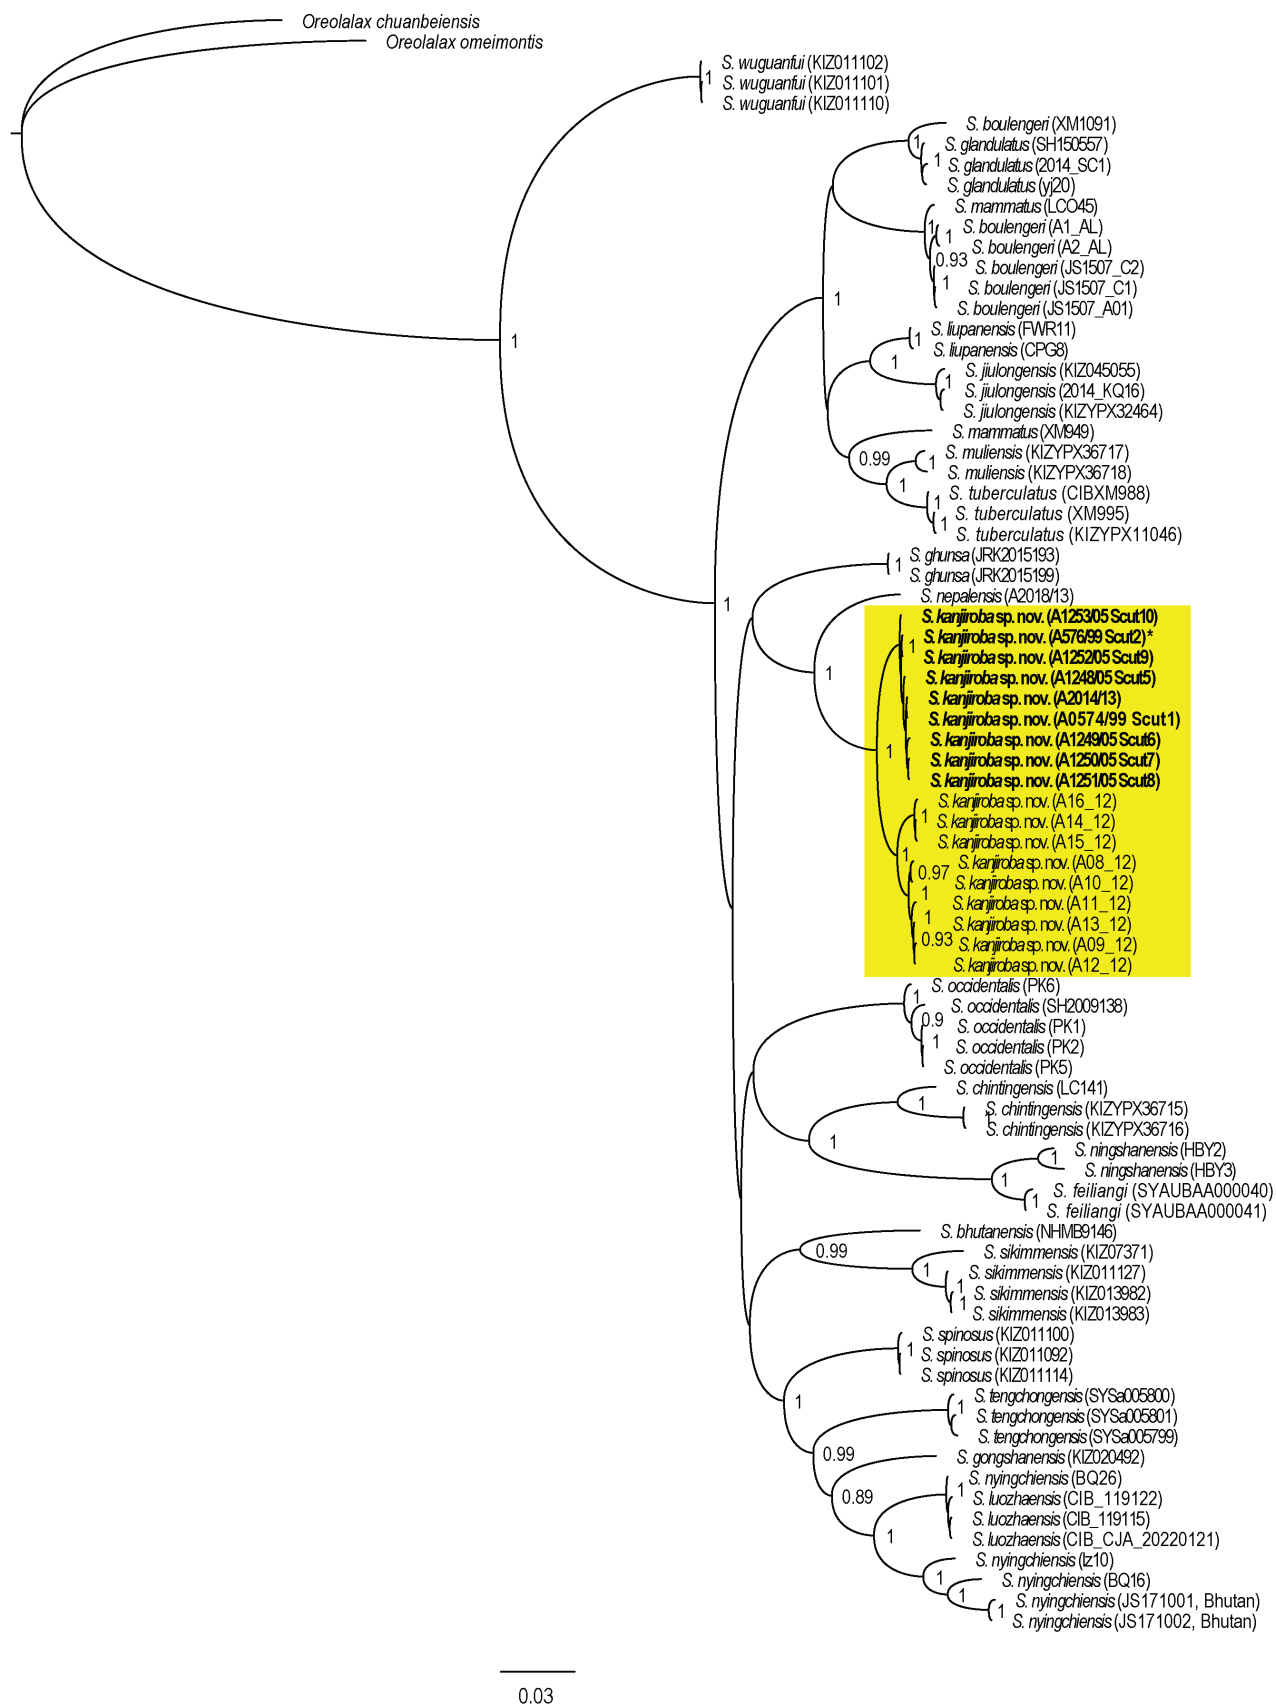 Oreolalax chuanbeiensis
Oreolalax omeimontis
S. wuguanfui (KIZ011102)
1
S. wuguanfui (KIZ011101)
S. wuguanfui (KIZ011110)
S. boulengeri (XM1091)
1
S. glandulatus (SH150557)
1
S. glandulatus (2014_SC1)
S. glandulatus (yj20)
S. mammatus (LCO45)
1
S. boulengeri (A1_AL)
1
S. boulengeri (A2_AL)
0.93
S. boulengeri (JS1507_C2)
1
S. boulengeri (JS1507_C1)
1
S. boulengeri (JS1507_A01)
S. liupanensis (FWR11)
1
1
S. liupanensis (CPG8)
1
S. jiulongensis (KIZ045055)
1
S. jiulongensis (2014_KQ16)
S. jiulongensis (KIZYPX32464)
S. mammatus (XM949)
0.99
S. muliensis (KIZYPX36717)
1
S. muliensis (KIZYPX36718)
1
S. tuberculatus (CIBXM988)
1
S. tuberculatus (XM995)
1
S. tuberculatus (KIZYPX11046)
S. ghunsa (JRK2015193)
1
S. ghunsa (JRK2015199)
S. nepalensis (A2018/13)
1
S. kanjiroba sp. nov. (A1253/05 Scut10)
S. kanjiroba sp. nov. (A576/99 Scut2) *
1
S. kanjiroba sp. nov. (A1252/05 Scut9)
1
S. kanjiroba sp. nov. (A1248/05 Scut5)
S. kanjiroba sp. nov. (A2014/13)
S. kanjiroba sp. nov. (A0574/99 Scut1)
S. kanjiroba sp. nov. (A1249/05 Scut6)
1
S. kanjiroba sp. nov. (A1250/05 Scut7)
S. kanjiroba sp. nov. (A1251/05 Scut8)
S. kanjiroba sp. nov. (A16_12)
1
S. kanjiroba sp. nov. (A14_12)
S. kanjiroba sp. nov. (A15_12)
1
S. kanjiroba sp. nov. (A08_12)
0.97
S. kanjiroba sp. nov. (A10_12)
1
S. kanjiroba sp. nov. (A11_12)
1
S. kanjiroba sp. nov. (A13_12)
0.93
S. kanjiroba sp. nov. (A09_12)
S. kanjiroba sp. nov. (A12_12)
S. occidentalis (PK6)
1
S. occidentalis (SH2009138)
0.9
S. occidentalis (PK1)
1
S. occidentalis (PK2)
S. occidentalis (PK5)
S. chintingensis (LC141)
1
S. chintingensis (KIZYPX36715)
1
S. chintingensis (KIZYPX36716)
1
S. ningshanensis (HBY2)
1
S. ningshanensis (HBY3)
1
S. feiliangi (SYAUBAA000040)
1
S. feiliangi (SYAUBAA000041)
S. bhutanensis (NHMB9146)
0.99
S. sikimmensis (KIZ07371)
1
S. sikimmensis (KIZ011127)
1
S. sikimmensis (KIZ013982)
1
S. sikimmensis (KIZ013983)
S. spinosus (KIZ011100)
1
S. spinosus (KIZ011092)
S. spinosus (KIZ011114)
1
S. tengchongensis (SYSa005800)
1
S. tengchongensis (SYSa005801)
S. tengchongensis (SYSa005799)
0.99
S. gongshanensis (KIZ020492)
S. nyingchiensis (BQ26)
1
0.89
S. luozhaensis (CIB_119122)
S. luozhaensis (CIB_119115)
1
S. luozhaensis (CIB_CJA_20220121)
S. nyingchiensis (lz10)
1
S. nyingchiensis (BQ16)
1
S. nyingchiensis (JS171001, Bhutan)
1
S. nyingchiensis (JS171002, Bhutan)
0.03